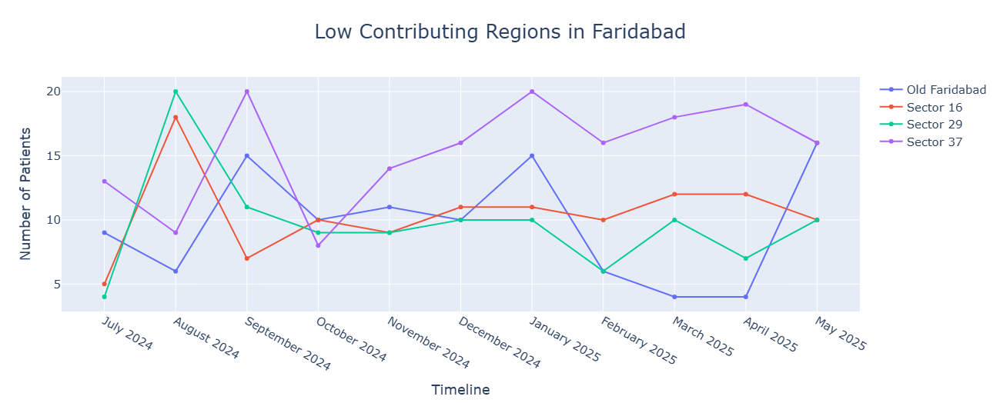 Low Contributing Regions in Faridabad
Number of Patients
20
15
10
5
July 2024
August 2024
September 2024
October 2024
November 2024
December 2024
January 2025
February 2025
March 2025
April 2025
May 2025
Timeline
Old Faridabad
Sector 16
Sector 29
Sector 37